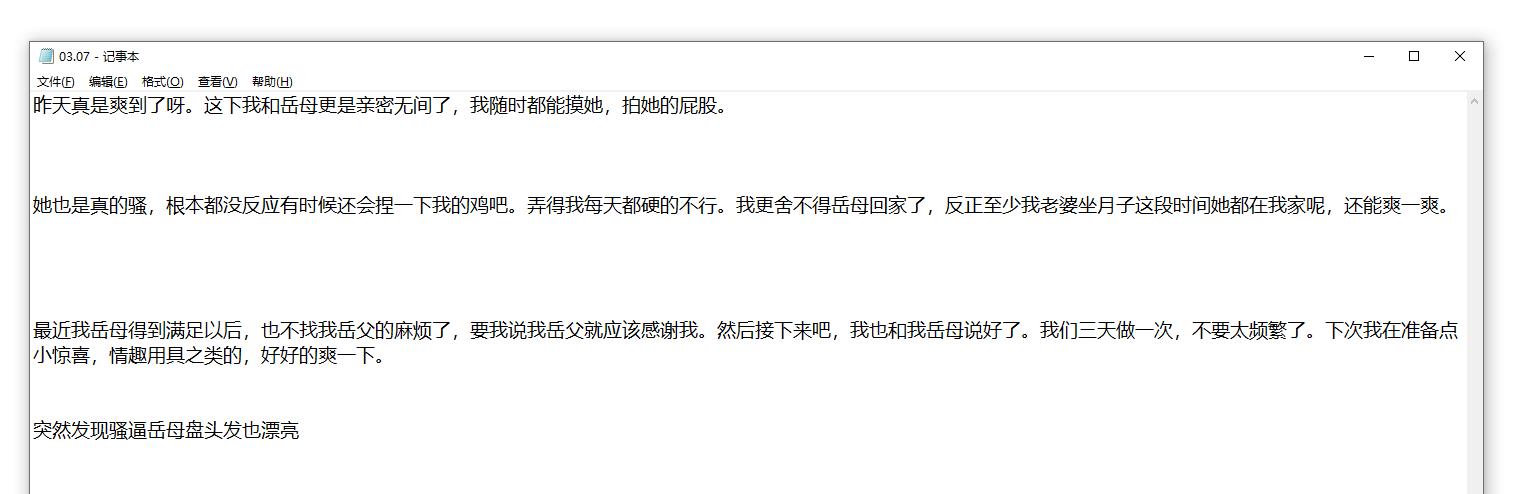 03.07 - 记事本
文件(F) 编辑(E) 格式(O) 查看(V) 帮助(H)
昨天真是爽到了呀。这下我和岳母更是亲密无间了，我随时都能摸她，拍她的屁股。
她也是真的骚，根本都没反应有时候还会捏一下我的鸡吧。弄得我每天都硬的不行。我更舍不得岳母回家了，反正至少我老婆坐月子这段时间她都在我家呢，还能爽一爽。
最近我岳母得到满足以后，也不找我岳父的麻烦了，要我说我岳父就应该感谢我。然后接下来吧，我也和我岳母说好了。我们三天做一次，不要太频繁了。下次我在准备点
小惊喜，情趣用具之类的，好好的爽一下。
突然发现骚逼岳母盘头发也漂亮